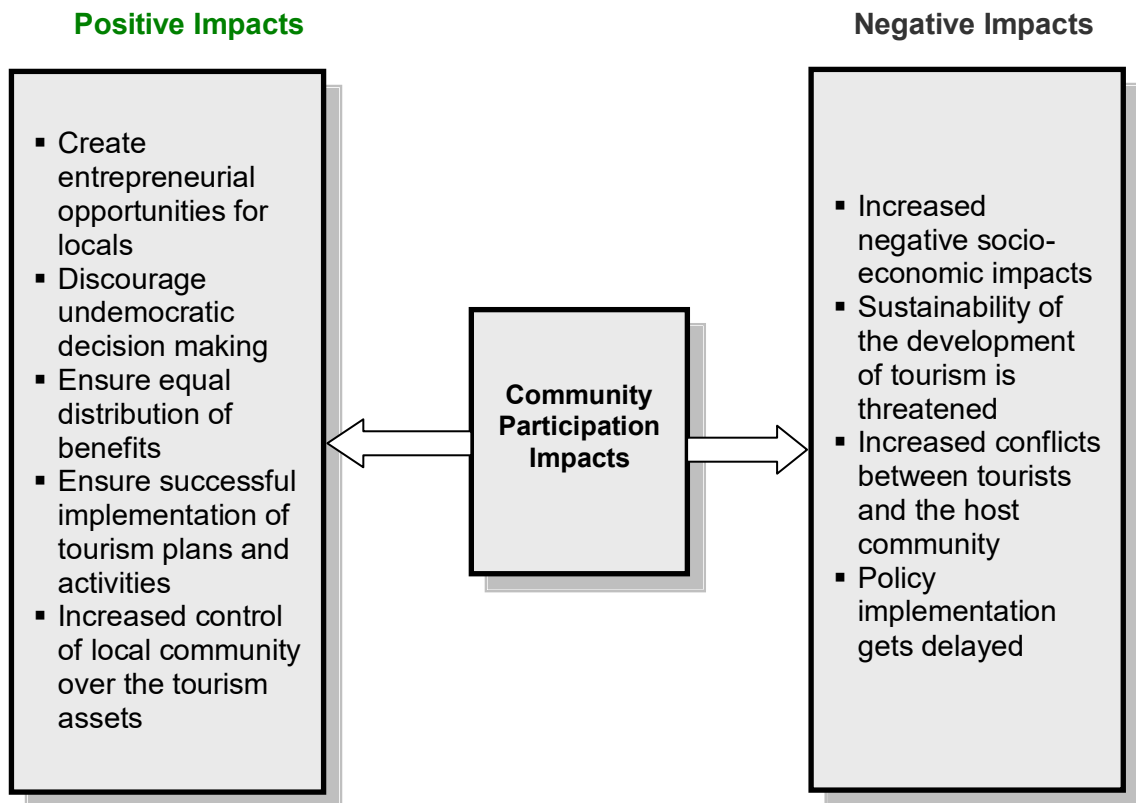 Positive Impacts
▪ Create
entrepreneurial
opportunities for
locals
▪ Discourage
undemocratic
decision making
▪ Ensure equal
distribution of
benefits
▪ Ensure successful
implementation of
tourism plans and
activities
▪ Increased control
of local community
over the tourism
assets
Community
Participation
Impacts
Negative Impacts
▪ Increased
negative socio-
economic impacts
▪ Sustainability of
the development
of tourism is
threatened
▪ Increased conflicts
between tourists
and the host
community
▪ Policy
implementation
gets delayed